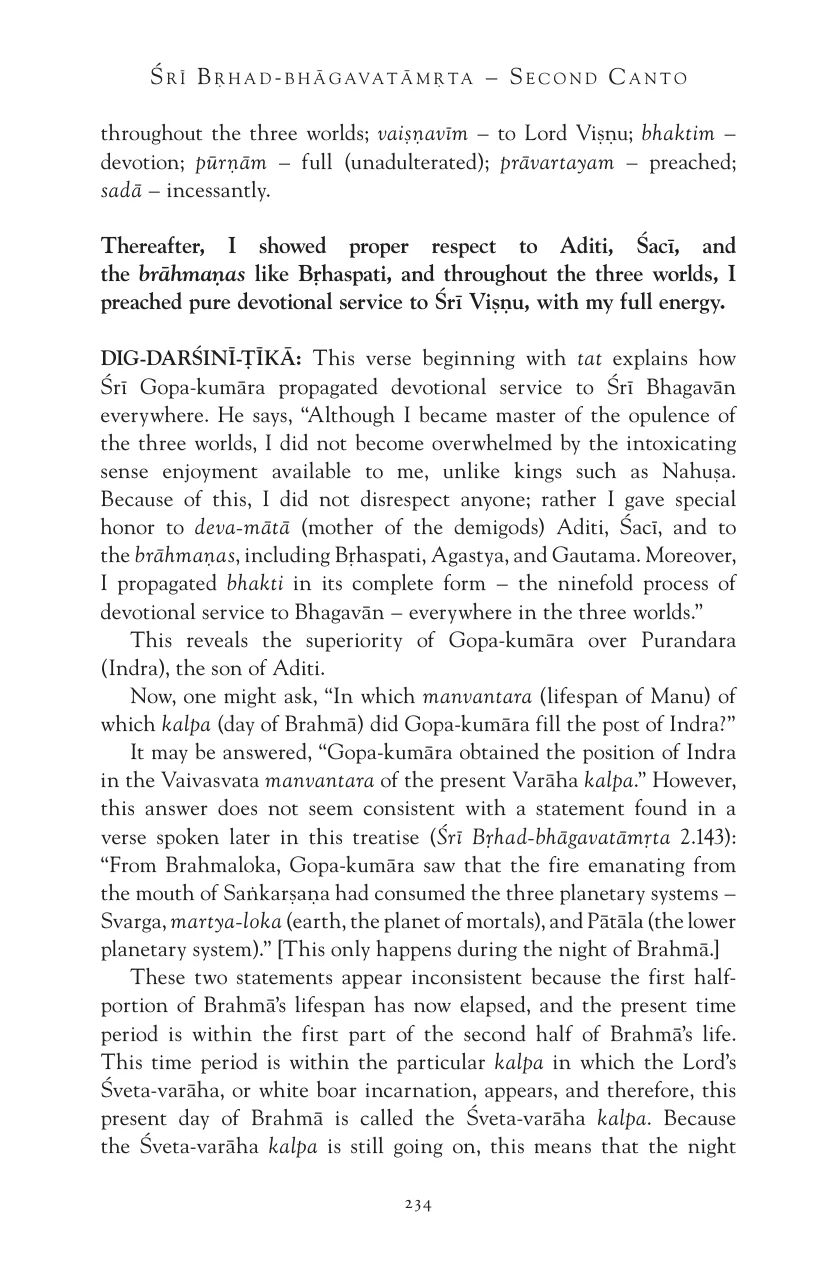 Śrī Bṛhad-bhāgavatāmṛta – Second Canto
throughout the three worlds; vaiṣṇavīm – to Lord Viṣṇu; bhaktim –
devotion; pūrṇām – full (unadulterated); prāvartayam – preached;
sadā – incessantly.
Thereafter, I showed proper respect to Aditi, Śacī, and
the brāhmaṇas like Bṛhaspati, and throughout the three worlds, I
preached pure devotional service to Śrī Viṣṇu, with my full energy.
DIG-DARŚINĪ-ṬĪKĀ: This verse beginning with tat explains how
Śrī Gopa-kumāra propagated devotional service to Śrī Bhagavān
everywhere. He says, “Although I became master of the opulence of
the three worlds, I did not become overwhelmed by the intoxicating
sense enjoyment available to me, unlike kings such as Nahuṣa.
Because of this, I did not disrespect anyone; rather I gave special
honor to deva-mātā (mother of the demigods) Aditi, Śacī, and to
the brāhmaṇas, including Bṛhaspati, Agastya, and Gautama. Moreover,
I propagated bhakti in its complete form – the ninefold process of
devotional service to Bhagavān – everywhere in the three worlds.”
This reveals the superiority of Gopa-kumāra over Purandara
(Indra), the son of Aditi.
Now, one might ask, “In which manvantara (lifespan of Manu) of
which kalpa (day of Brahmā) did Gopa-kumāra fill the post of Indra?”
It may be answered, “Gopa-kumāra obtained the position of Indra
in the Vaivasvata manvantara of the present Varāha kalpa.” However,
this answer does not seem consistent with a statement found in a
verse spoken later in this treatise (Śrī Bṛhad-bhāgavatāmṛta 2.143):
“From Brahmaloka, Gopa-kumāra saw that the fire emanating from
the mouth of Saṅkarṣaṇa had consumed the three planetary systems –
Svarga, martya-loka (earth, the planet of mortals), and Pātāla (the lower
planetary system).” [This only happens during the night of Brahmā.]
These two statements appear inconsistent because the first half-
portion of Brahmā’s lifespan has now elapsed, and the present time
period is within the first part of the second half of Brahmā’s life.
This time period is within the particular kalpa in which the Lord’s
Śveta-varāha, or white boar incarnation, appears, and therefore, this
present day of Brahmā is called the Śveta-varāha kalpa. Because
the Śveta-varāha kalpa is still going on, this means that the night
234